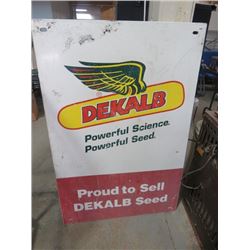 DEKALB
Powerful Science.
Powerful Seed.
Proud to Sell
DEKALB Seed